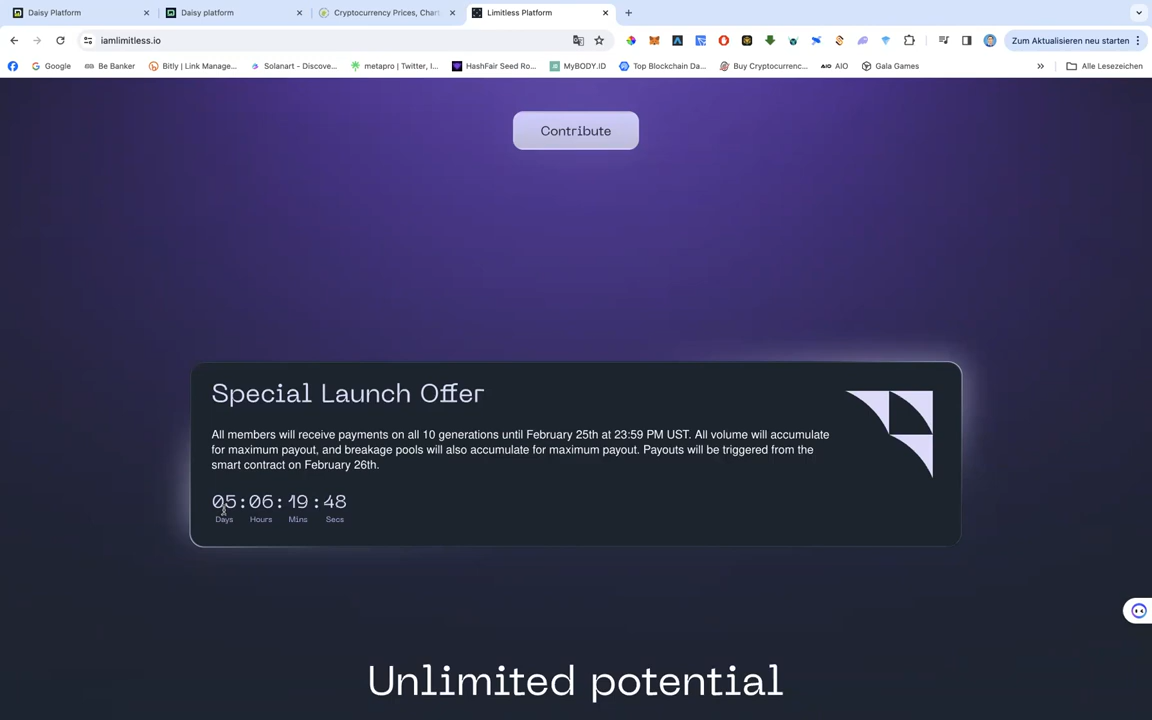 Daisy Platform
Daisy platform
Cryptocurrency Prices, Chart
Limitless Platform
iamlimitless.io
Zum Aktualisieren neu starten
Google
Be Banker
Bitly | Link Manage...
Solanart - Discove...
metapro | Twitter, I...
HashFair Seed Ro...
MyBODY.ID
Top Blockchain Da...
Buy Cryptocurrenc...
AIO
Gala Games
»
Alle Lesezeichen
Contribute
Special Launch Offer
All members will receive payments on all 10 generations until February 25th at 23:59 PM UST. All volume will accumulate
for maximum payout, and breakage pools will also accumulate for maximum payout. Payouts will be triggered from the
smart contract on February 26th.
05:06:19:48
Days Hours Mins Secs
Unlimited potential